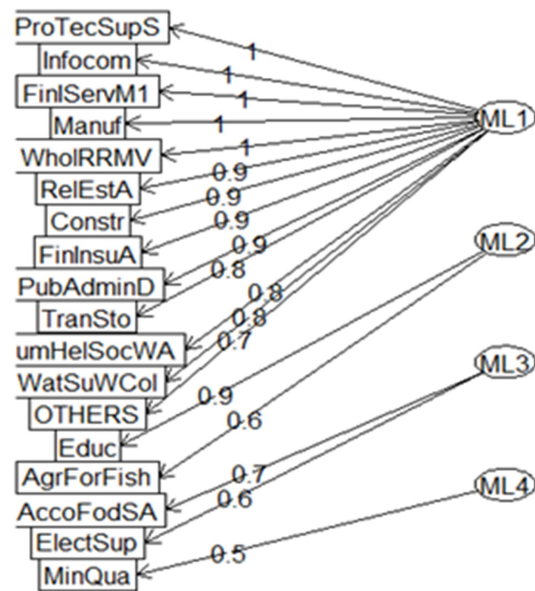 ProTecSupS
1
Infocom
1
FinlServM1
1
ML1
Manuf
1
WholRRMV
1
RelEstA
0.9
Constr
0.9
FinInsuA
0.9
ML2
PubAdminD
0.9
TranSto
0.8
umHelSocWA
0.8
WatSuWCol
0.8
0.7
ML3
OTHERS
0.9
Educ
0.6
AgrForFish
0.7
ML4
AccoFodSA
0.6
ElectSup
0.5
MinQua